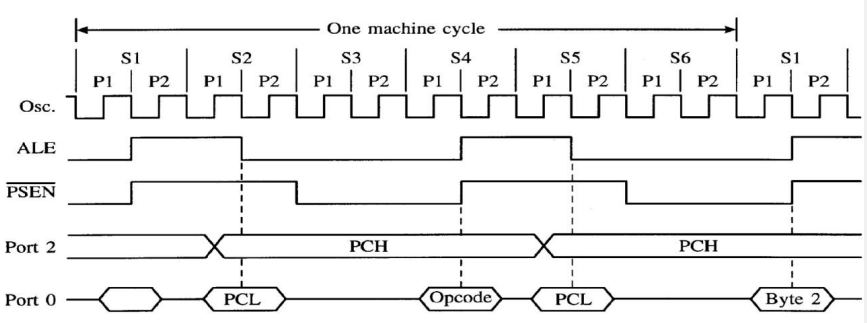 One machine cycle
S1 S2 S3 S4 S5 S6 S1
P1 P2 P1 P2 P1 P2 P1 P2 P1 P2 P1 P2 P1 P2
Osc.
ALE
PSEN
Port 2 PCH PCH
Port 0 PCL Opcode PCL Byte 2